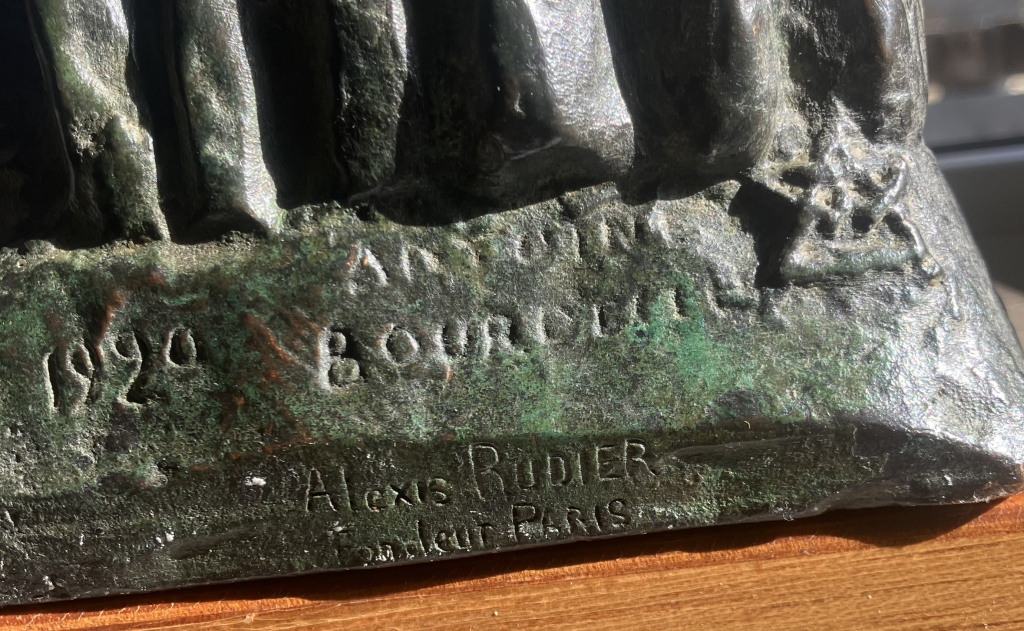 ANTOINE
1920 BOURDELLE
Alexis RUDIER
Fondeur PARIS